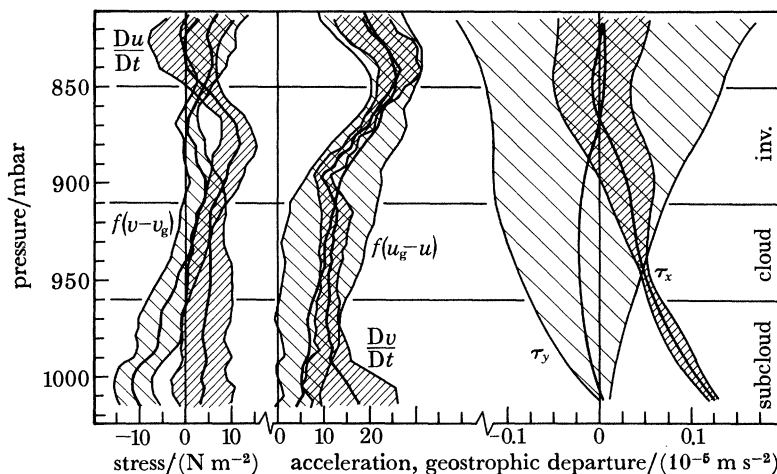 Du
Dt
850
inv.
pressure/mbar
900
f(v−v_g)
f(u_g−u)
cloud
950
τ_x
Dv
Dt
τ_y
subcloud
1000
−10 0 10 0 10 20 −0.1 0 0.1
stress/(N m⁻²) acceleration, geostrophic departure/(10⁻⁵ m s⁻²)